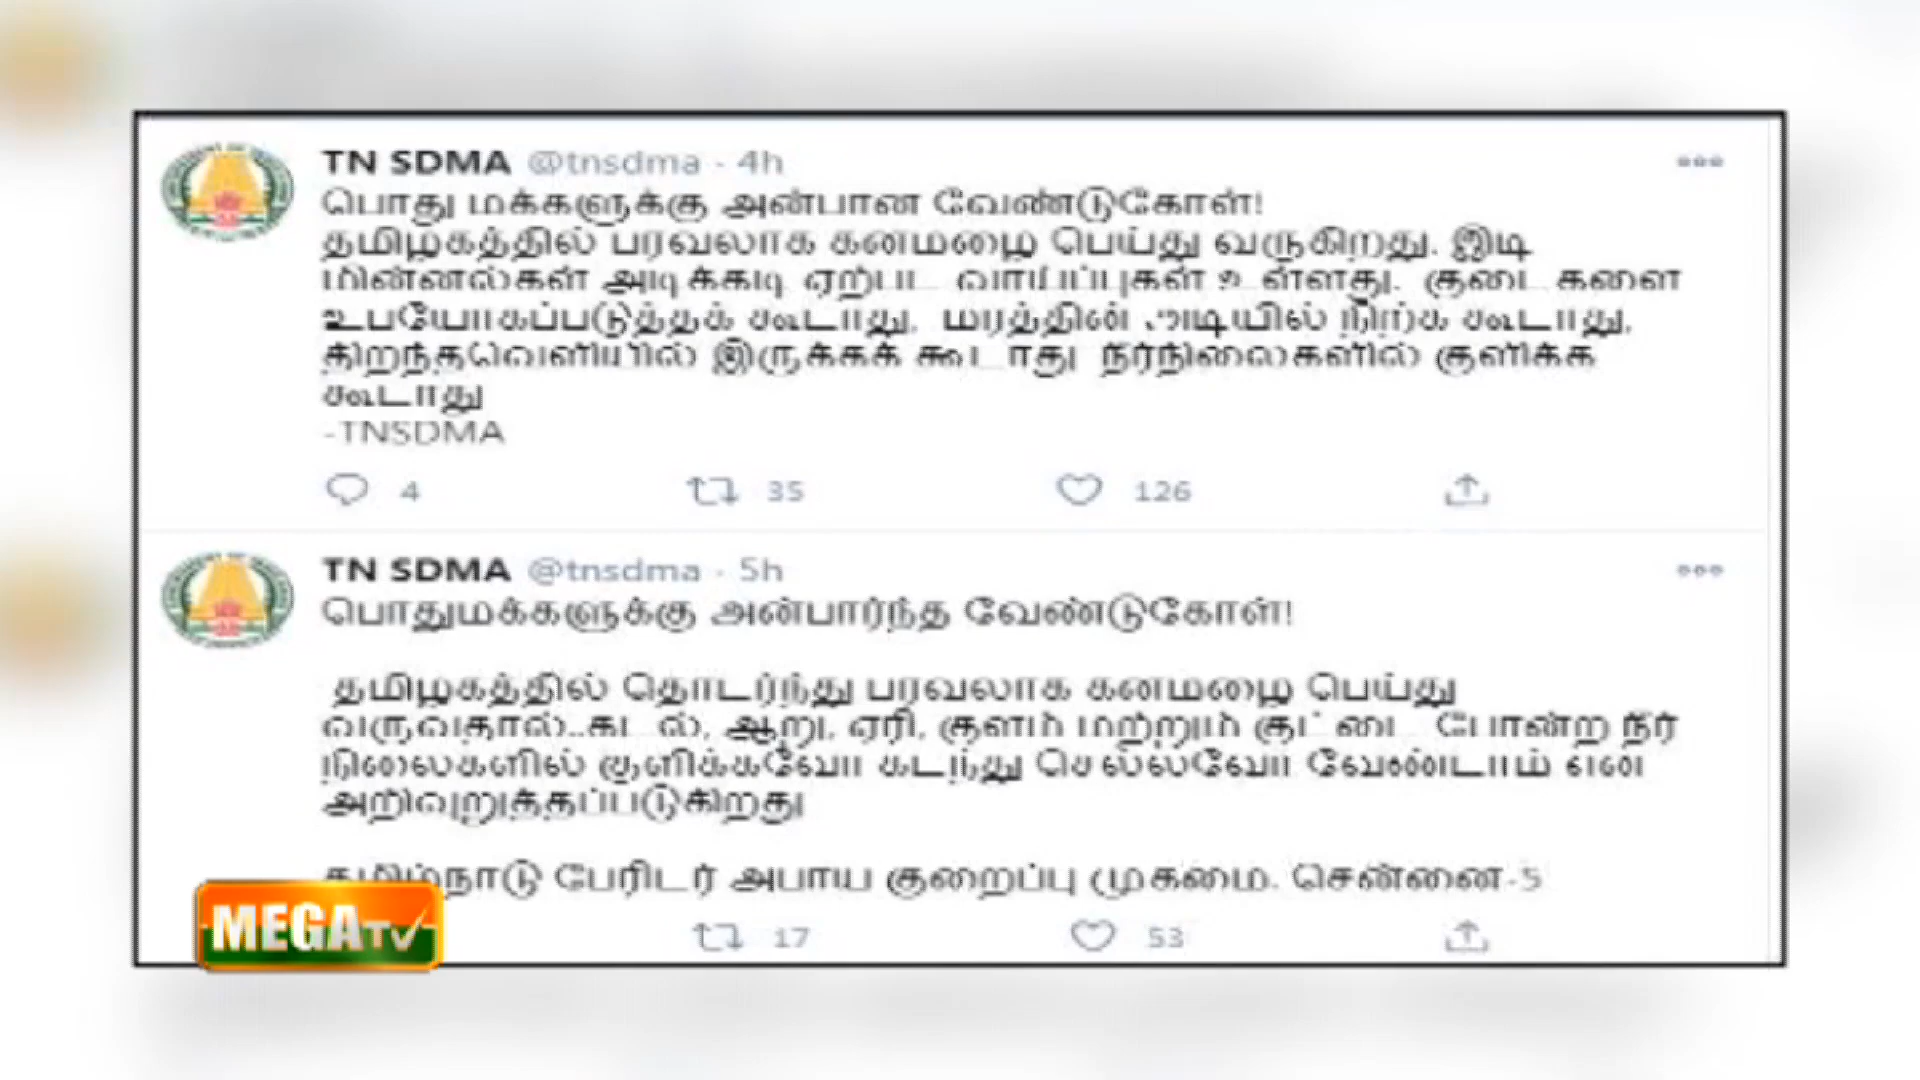 TN SDMA @tnsdma · 4h
பொது மக்களுக்கு அன்பான வேண்டுகோள்!
தமிழகத்தில் பரவலாக கனமழை பெய்து வருகிறது. இடி
மின்னல்கள் அடிக்கடி ஏற்பட வாய்ப்புகள் உள்ளது. குடைகளை
உபயோகப்படுத்தக் கூடாது, மரத்தின் அடியில் நிற்க கூடாது,
திறந்தவெளியில் இருக்கக் கூடாது நீர்நிலைகளில் குளிக்க
கூடாது
-TNSDMA
4 35 126
TN SDMA @tnsdma · 5h
பொதுமக்களுக்கு அன்பார்ந்த வேண்டுகோள்!
தமிழகத்தில் தொடர்ந்து பரவலாக கனமழை பெய்து
வருவதால்..கடல், ஆறு, ஏரி, குளம் மற்றும் குட்டை போன்ற நீர்
நிலைகளில் குளிக்கவோ கடந்து செல்லவோ வேண்டாம் என
அறிவுறுத்தப்படுகிறது
தமிழ்நாடு பேரிடர் அபாய குறைப்பு முகமை. சென்னை-5
17 53
MEGA TV